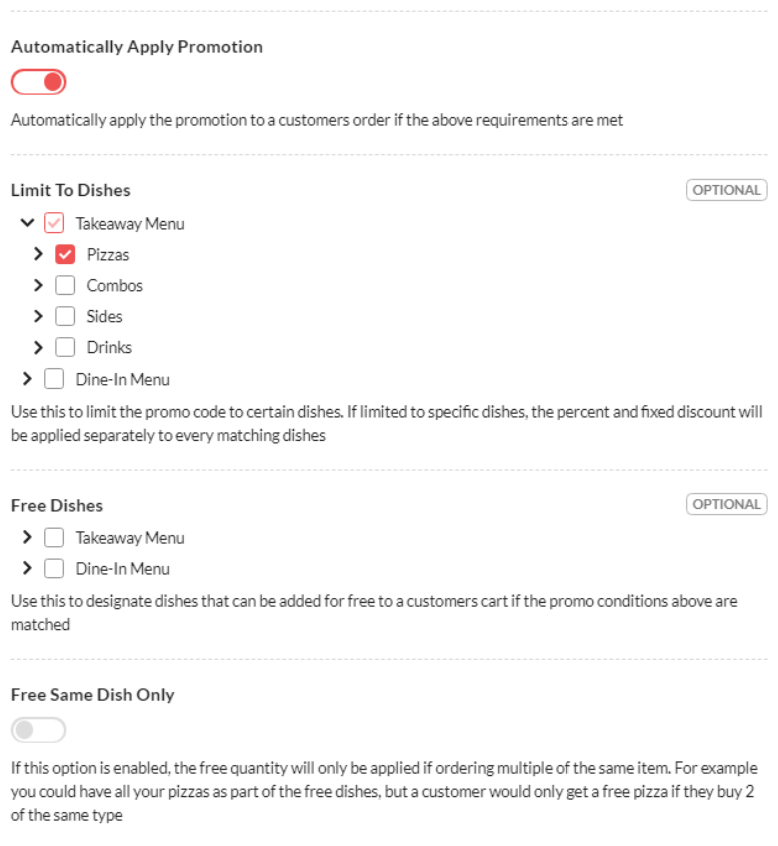 Automatically Apply Promotion
Automatically apply the promotion to a customers order if the above requirements are met
Limit To Dishes
OPTIONAL
Takeaway Menu
Pizzas
Combos
Sides
Drinks
Dine-In Menu
Use this to limit the promo code to certain dishes. If limited to specific dishes, the percent and fixed discount will
be applied separately to every matching dishes
Free Dishes
OPTIONAL
Takeaway Menu
Dine-In Menu
Use this to designate dishes that can be added for free to a customers cart if the promo conditions above are
matched
Free Same Dish Only
If this option is enabled, the free quantity will only be applied if ordering multiple of the same item. For example
you could have all your pizzas as part of the free dishes, but a customer would only get a free pizza if they buy 2
of the same type